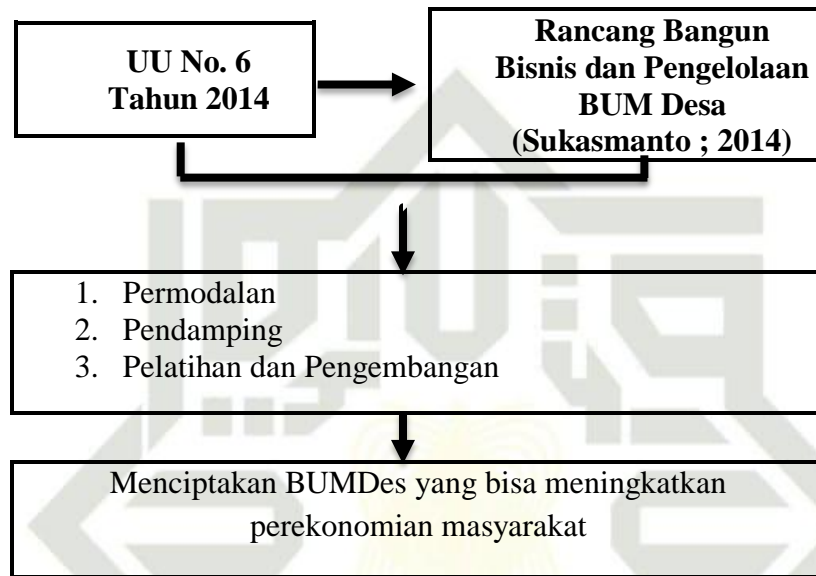 UU No. 6
Tahun 2014
Rancang Bangun
Bisnis dan Pengelolaan
BUM Desa
(Sukasmanto ; 2014)
1. Permodalan
2. Pendamping
3. Pelatihan dan Pengembangan
Menciptakan BUMDes yang bisa meningkatkan
perekonomian masyarakat